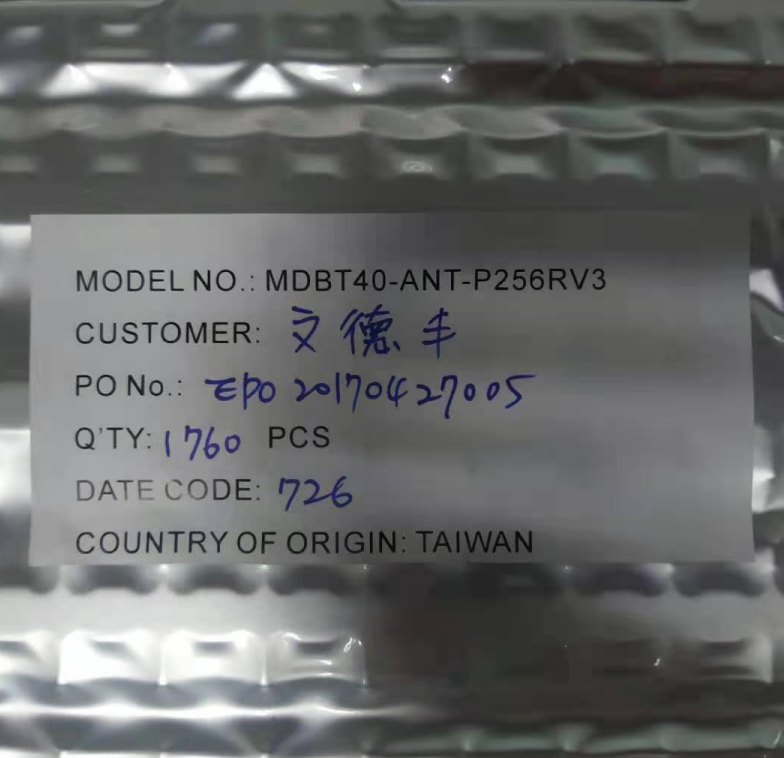 MODEL NO.: MDBT40-ANT-P256RV3
CUSTOMER: 文德丰
PO No.: EPO 20170427005
Q'TY: 1760 PCS
DATE CODE: 726
COUNTRY OF ORIGIN: TAIWAN